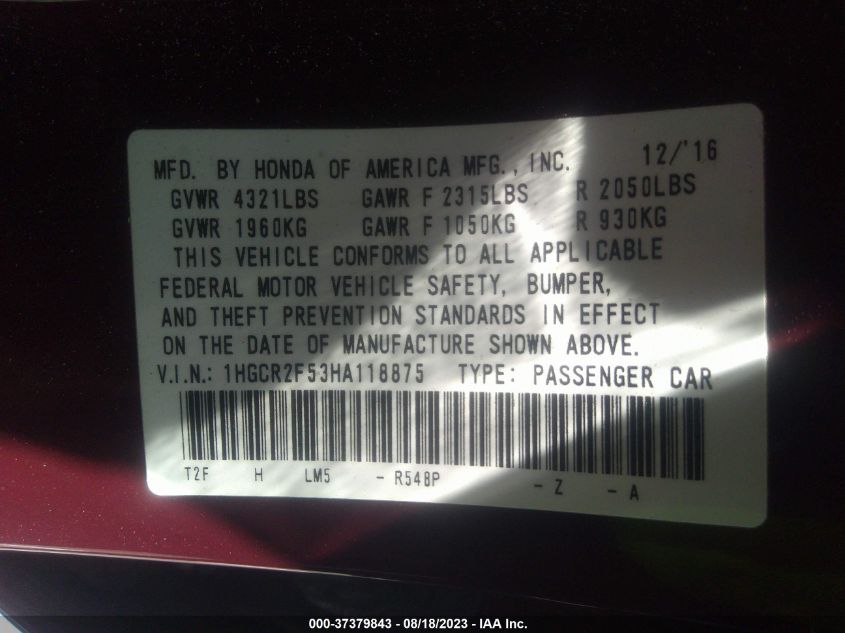 MFD. BY HONDA OF AMERICA MFG., INC. 12/'16
GVWR 4321LBS GAWR F 2315LBS R 2050LBS
GVWR 1960KG GAWR F 1050KG R 930KG
THIS VEHICLE CONFORMS TO ALL APPLICABLE
FEDERAL MOTOR VEHICLE SAFETY, BUMPER,
AND THEFT PREVENTION STANDARDS IN EFFECT
ON THE DATE OF MANUFACTURE SHOWN ABOVE.
V.I.N.: 1HGCR2F53HA118875 TYPE: PASSENGER CAR
T2F H LM5 - R548P - Z - A
000-37379843 - 08/18/2023 - IAA Inc.